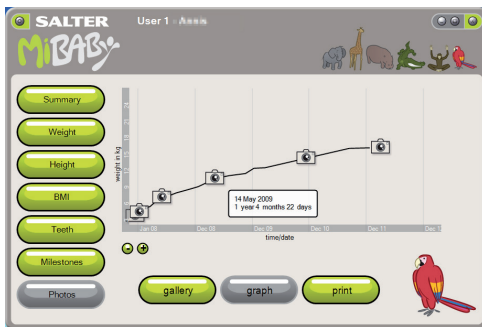 SALTER
User 1 -
MiBABy
Summary
Weight
Height
BMI
Teeth
Milestones
Photos
weight in kg
14 May 2009
1 year 4 months 22 days
Jan 08
Dec 08
Dec 09
Dec 10
Dec 11
time/date
gallery
graph
print